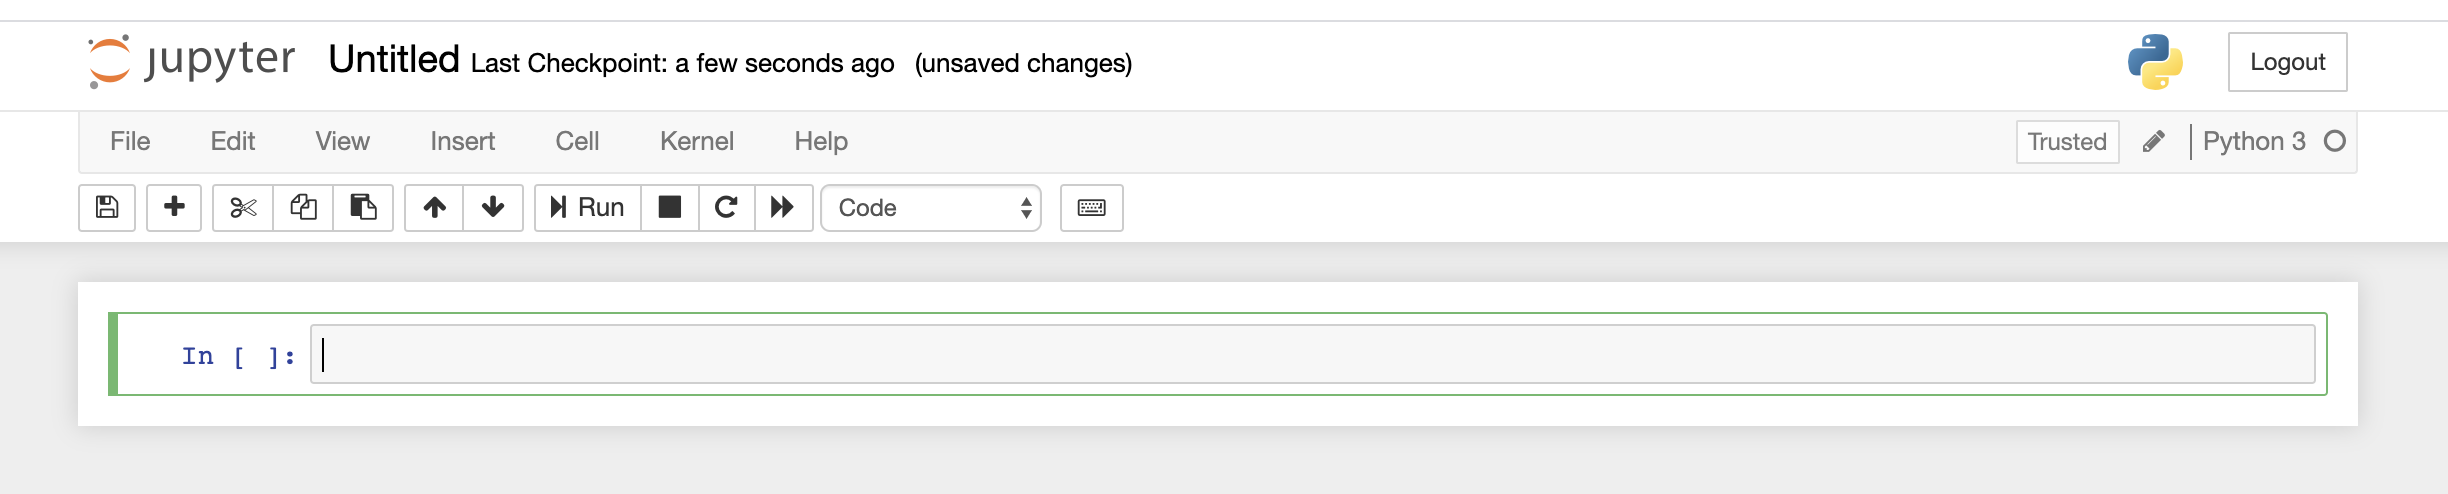 jupyter Untitled Last Checkpoint: a few seconds ago (unsaved changes) Logout
File Edit View Insert Cell Kernel Help Trusted Python 3
Run Code
In [ ]: